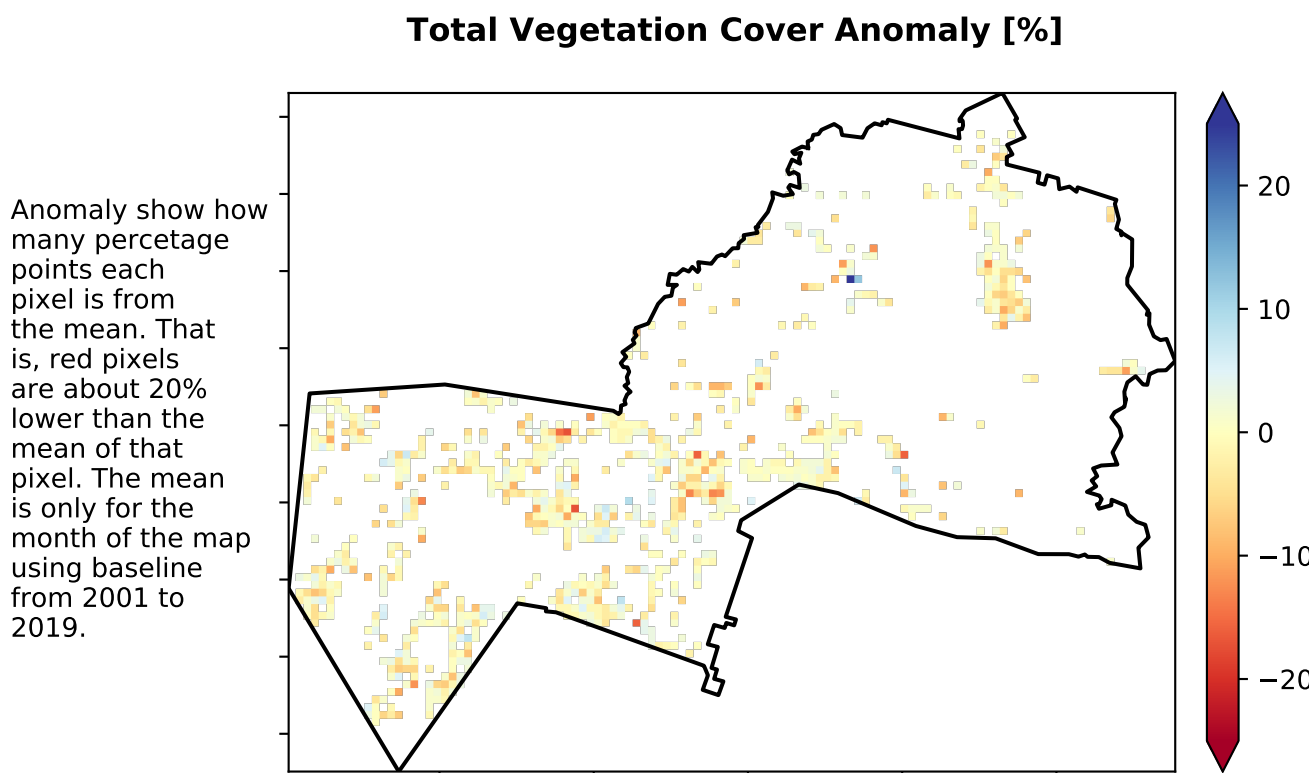 Total Vegetation Cover Anomaly [%]
Anomaly show how
many percetage
points each
pixel is from
the mean. That
is, red pixels
are about 20%
lower than the
mean of that
pixel. The mean
is only for the
month of the map
using baseline
from 2001 to
2019.
20
10
0
−10
−20